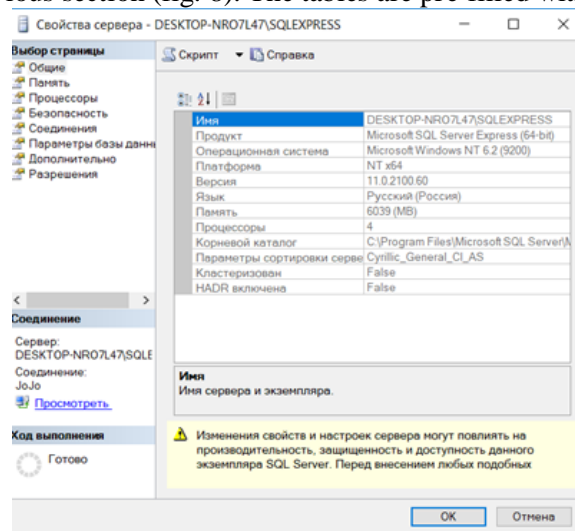 ious section (fig. 6). The tables are pre-filled wit
Свойства сервера - DESKTOP-NRO7L47\SQLEXPRESS
Выбор страницы
Общие
Память
Процессоры
Безопасность
Соединения
Параметры базы данн
Дополнительно
Разрешения
Скрипт Справка
Имя DESKTOP-NRO7L47\SQLEXPRESS
Продукт Microsoft SQL Server Express (64-bit)
Операционная система Microsoft Windows NT 6.2 (9200)
Платформа NT x64
Версия 11.0.2100.60
Язык Русский (Россия)
Память 6039 (MB)
Процессоры 4
Корневой каталог C:\Program Files\Microsoft SQL Server\M
Параметры сортировки серве Cyrillic_General_CI_AS
Кластеризован False
HADR включена False
Соединение
Сервер:
DESKTOP-NRO7L47\SQLE
Соединение:
JoJo
Просмотреть
Имя
Имя сервера и экземпляра.
Ход выполнения
Готово
Изменения свойств и настроек сервера могут повлиять на
производительность, защищенность и доступность данного
экземпляра SQL Server. Перед внесением любых подобных
OK Отмена